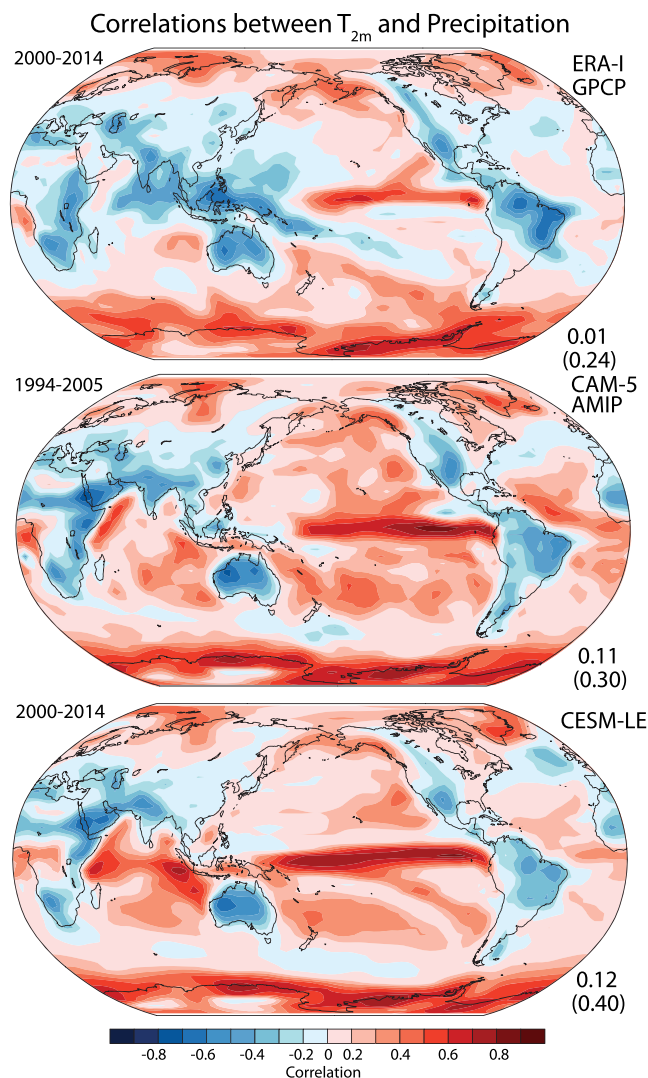 Correlations between T2m and Precipitation
2000-2014
ERA-I
GPCP
0.01
(0.24)
1994-2005
CAM-5
AMIP
0.11
(0.30)
2000-2014
CESM-LE
0.12
(0.40)
-0.8 -0.6 -0.4 -0.2 0 0.2 0.4 0.6 0.8
Correlation